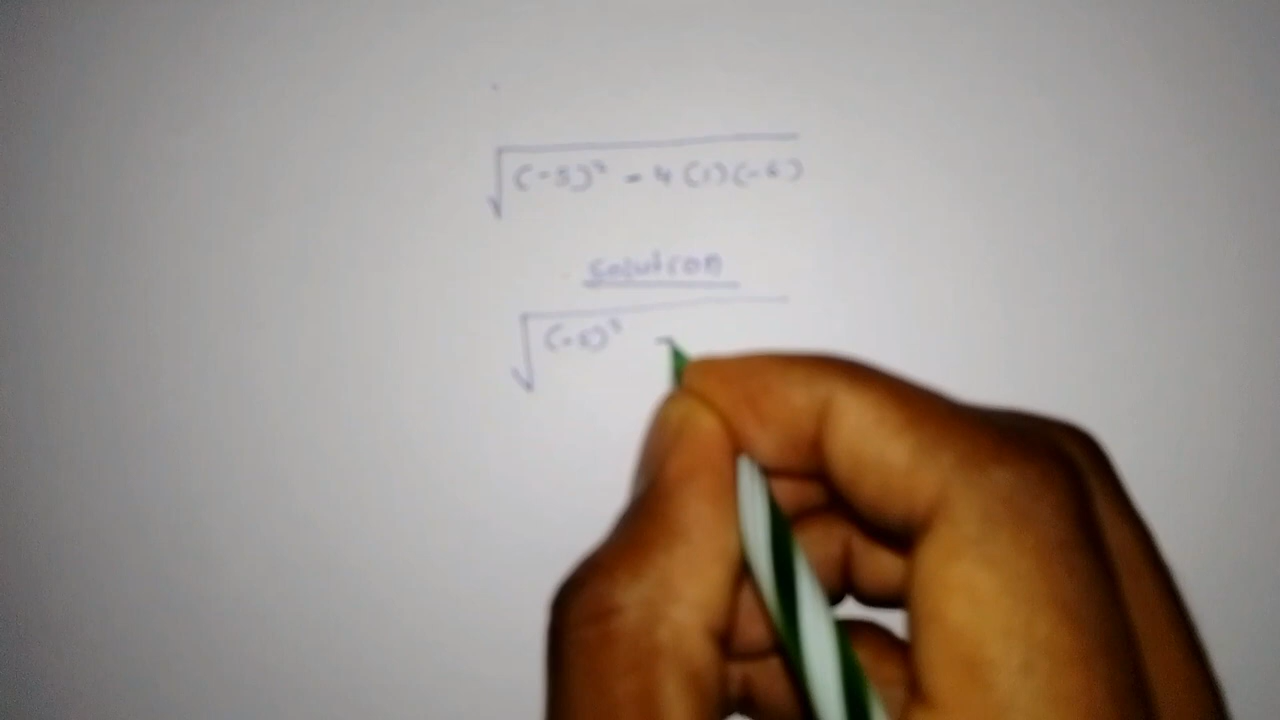 √(-5)² - 4(1)(-6)
solution
√(-5)² -